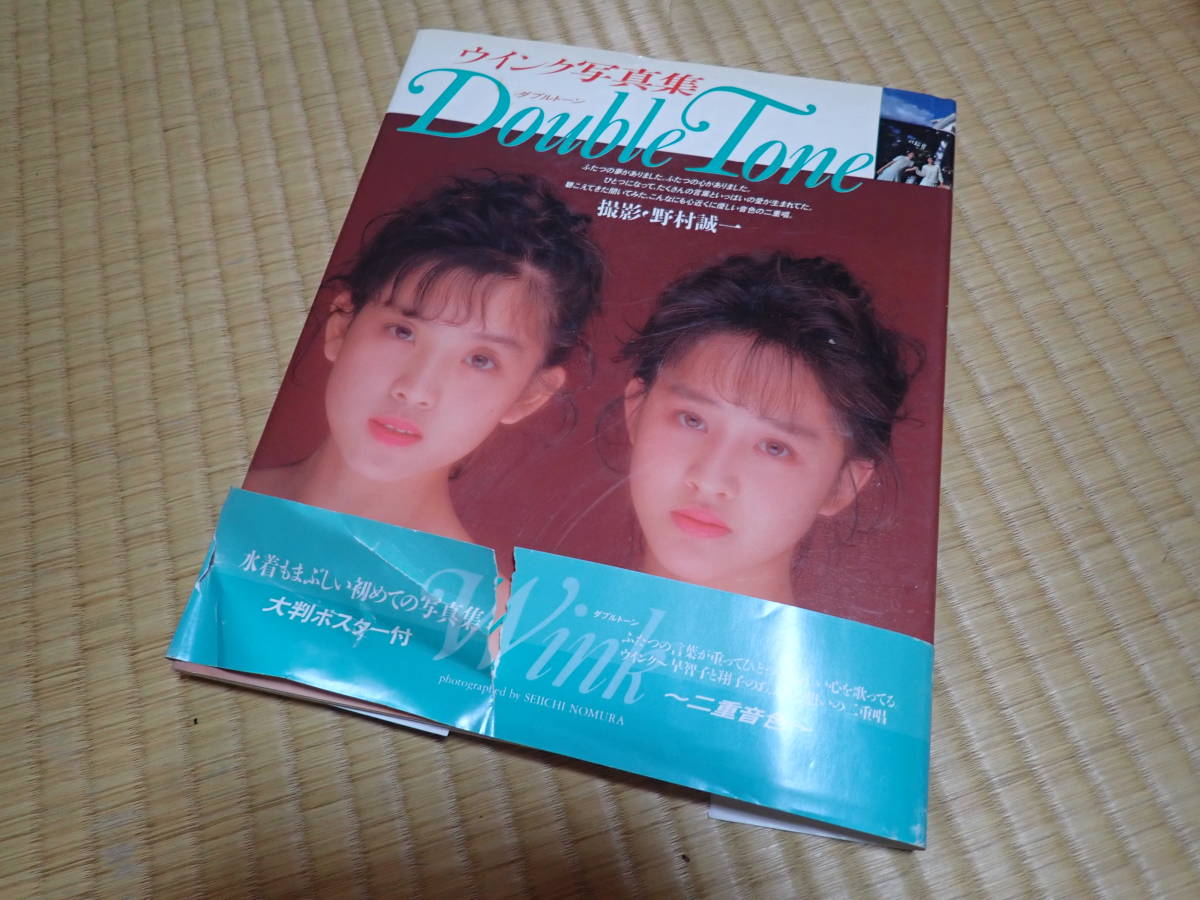 ウインク写真集
ダブルトーン
Double Tone
ふたつの夢がありました。ふたつの心がありました。
ひとつになって、たくさんの言葉といっぱいの愛が生まれてた。
聴こえてきた聞いてみた。こんなにも心近くに優しい音色の二重唱。
撮影・野村誠一
水着もまぶしい初めての写真集
大判ポスター付
Wink
photographed by SEIICHI NOMURA
ダブルトーン
ふたつの言葉が重ってひと い心を歌ってる
ウインク〜早智子と翔子の 想いの二重唱
〜二重音色〜